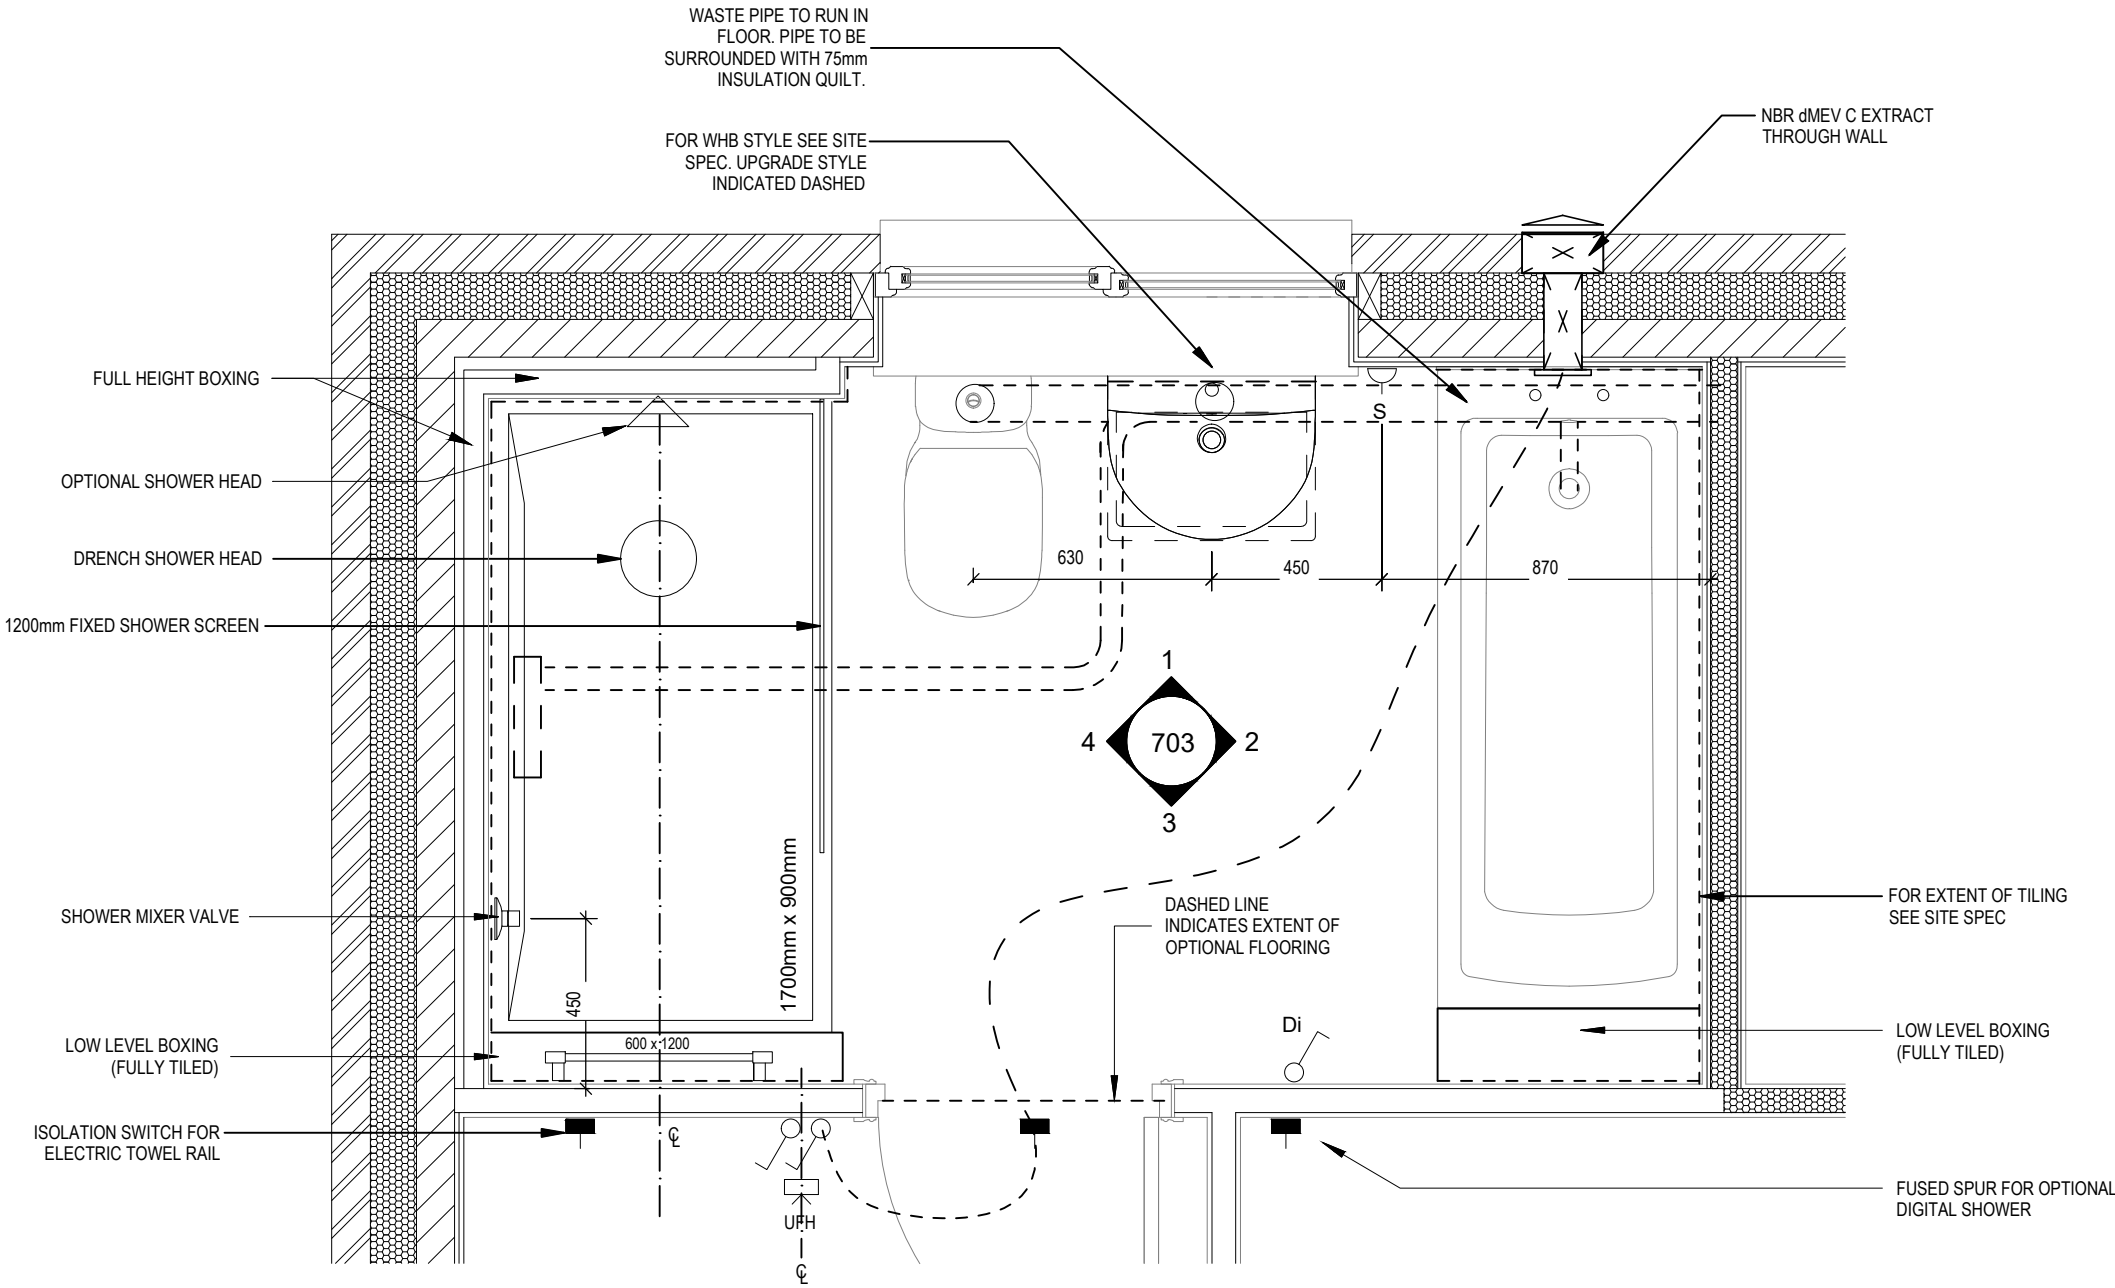 WASTE PIPE TO RUN IN
FLOOR. PIPE TO BE
SURROUNDED WITH 75mm
INSULATION QUILT.
NBR dMEV C EXTRACT
THROUGH WALL
FOR WHB STYLE SEE SITE
SPEC. UPGRADE STYLE
INDICATED DASHED
FULL HEIGHT BOXING
S
OPTIONAL SHOWER HEAD
DRENCH SHOWER HEAD
630
450
870
1200mm FIXED SHOWER SCREEN
1
4
703
2
3
1700mm x 900mm
SHOWER MIXER VALVE
450
DASHED LINE
INDICATES EXTENT OF
OPTIONAL FLOORING
FOR EXTENT OF TILING
SEE SITE SPEC
LOW LEVEL BOXING
(FULLY TILED)
600 x 1200
Di
LOW LEVEL BOXING
(FULLY TILED)
ISOLATION SWITCH FOR
ELECTRIC TOWEL RAIL
℄
UFH
℄
FUSED SPUR FOR OPTIONAL
DIGITAL SHOWER